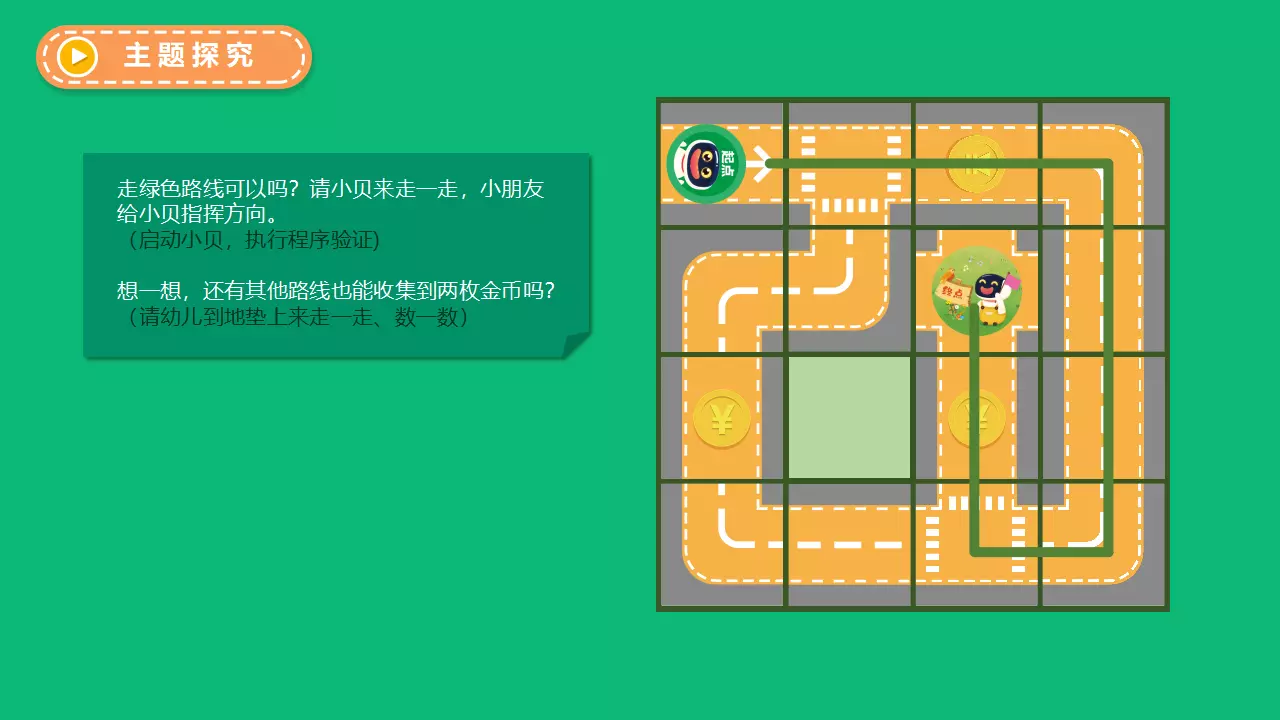 主题探究
走绿色路线可以吗？请小贝来走一走，小朋友
给小贝指挥方向。
（启动小贝，执行程序验证)
想一想，还有其他路线也能收集到两枚金币吗？
（请幼儿到地垫上来走一走、数一数）
起点
¥
终点
¥
¥